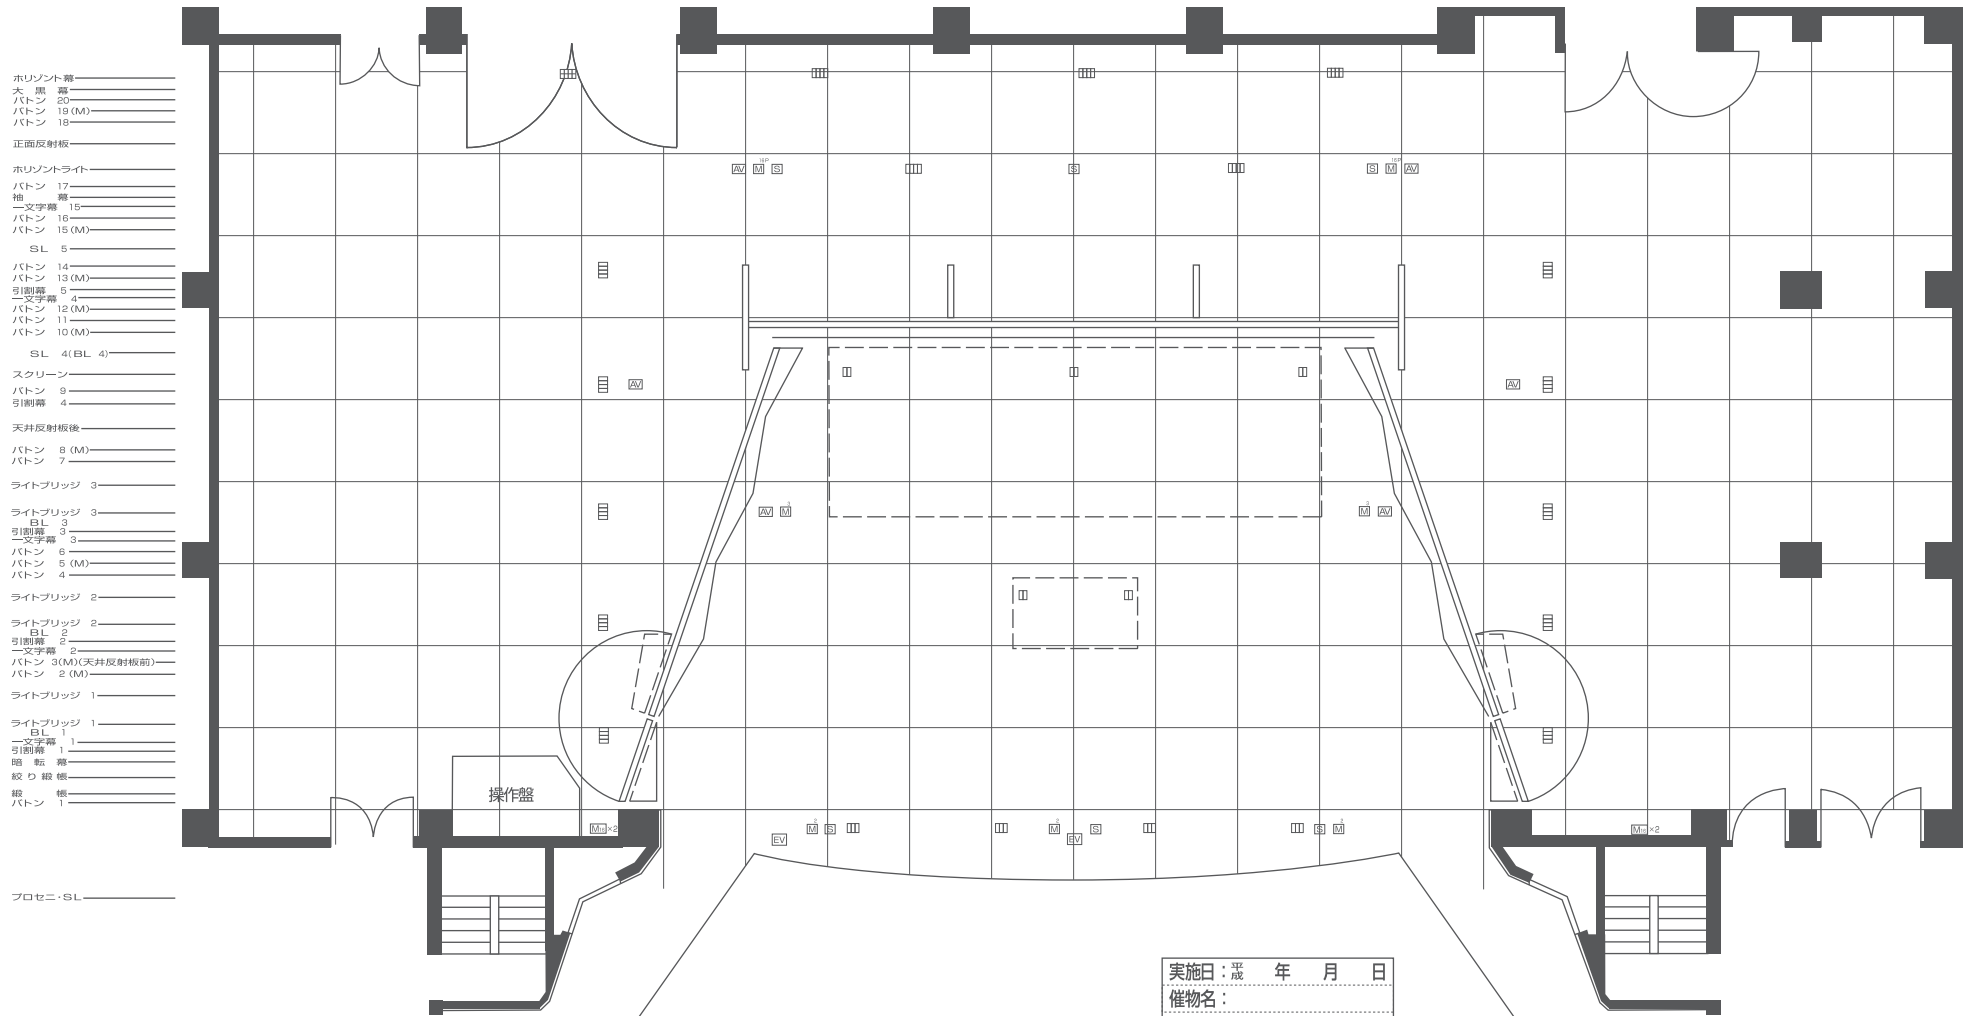 ホリゾント幕
大黒幕
バトン 20
バトン 19(M)
バトン 18
正面反射板
ホリゾントライト
バトン 17
袖幕
一文字幕 15
バトン 16
バトン 15(M)
SL 5
バトン 14
バトン 13(M)
引割幕 5
一文字幕 4
バトン 12(M)
バトン 11
バトン 10(M)
SL 4(BL 4)
スクリーン
バトン 9
引割幕 4
天井反射板後
バトン 8(M)
バトン 7
ライトブリッジ 3
ライトブリッジ 3
BL 3
引割幕 3
一文字幕 3
バトン 6
バトン 5(M)
バトン 4
ライトブリッジ 2
ライトブリッジ 2
BL 2
引割幕 2
一文字幕 2
バトン 3(M)(天井反射板前)
バトン 2(M)
ライトブリッジ 1
ライトブリッジ 1
BL 1
一文字幕 1
引割幕 1
暗転幕
絞り緞帳
緞帳
バトン 1
プロセニ・SL
AV M 16P S
S
S M 16P AV
AV
AV
AV M 3
M 3 AV
操作盤
M16×2
EV
M 2 S
M 2 EV S
S M 2
M16×2
実施日:平成 年 月 日
催物名: